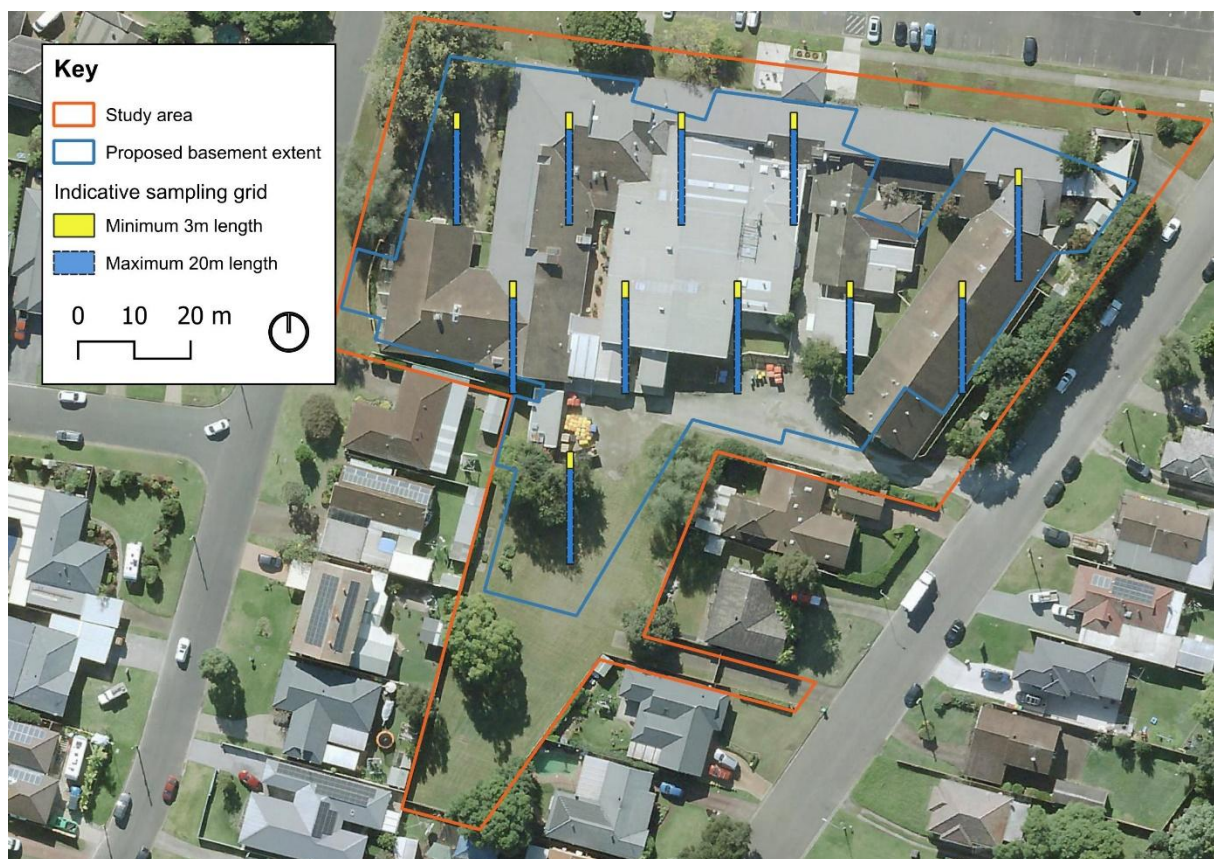 Key
Study area
Proposed basement extent
Indicative sampling grid
Minimum 3m length
Maximum 20m length
0 10 20 m